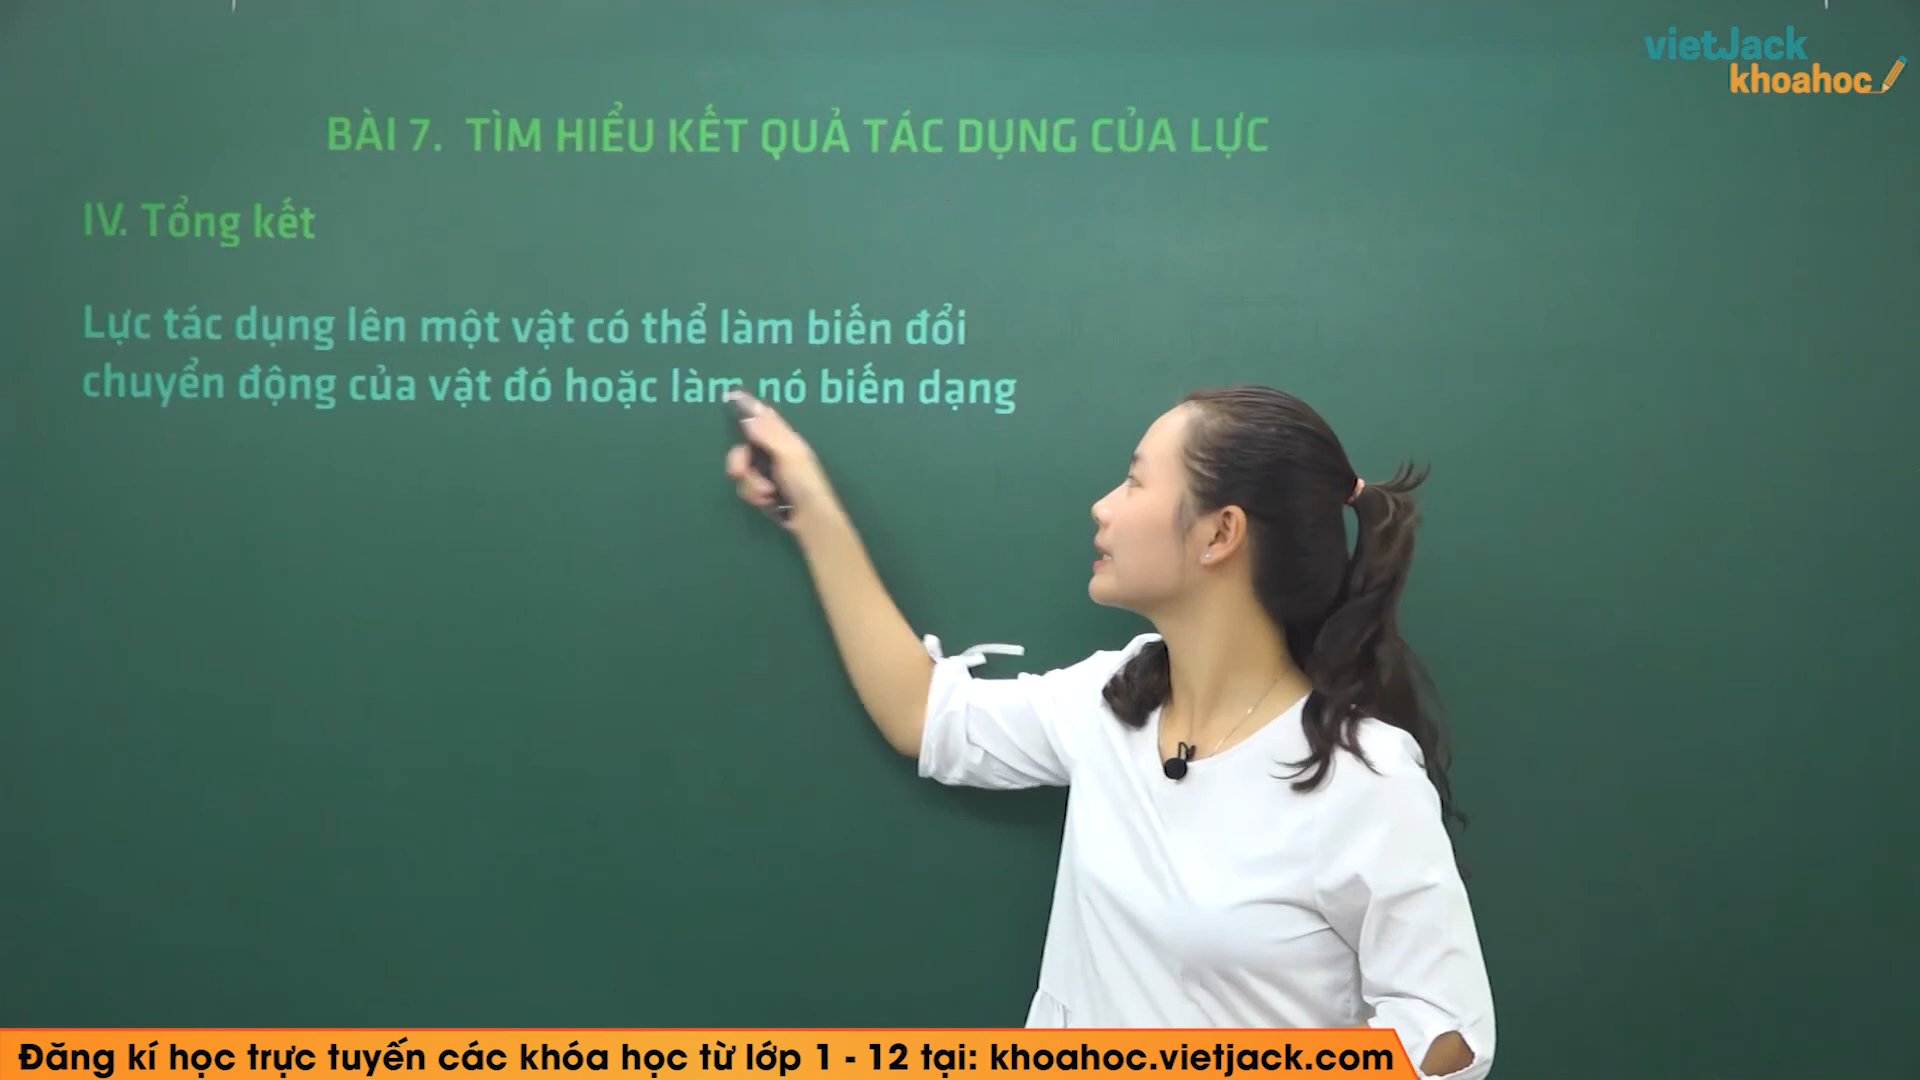 vietJack
khoahoc
BÀI 7. TÌM HIỂU KẾT QUẢ TÁC DỤNG CỦA LỰC
IV. Tổng kết
Lực tác dụng lên một vật có thể làm biến đổi
chuyển động của vật đó hoặc làm nó biến dạng
Đăng kí học trực tuyến các khóa học từ lớp 1 - 12 tại: khoahoc.vietjack.com